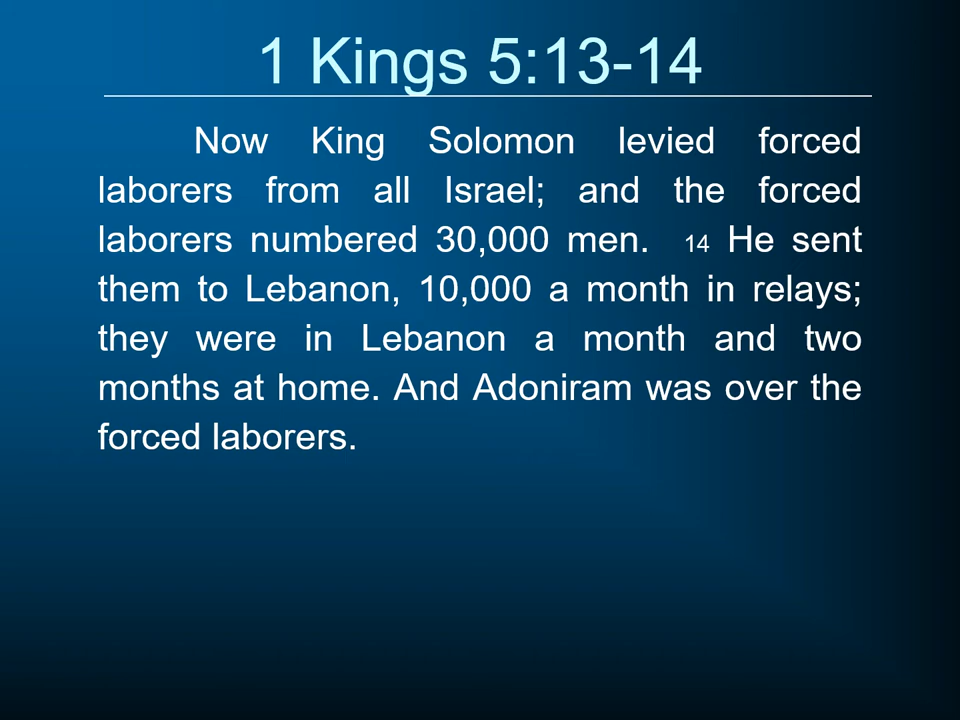 1 Kings 5:13-14
Now King Solomon levied forced
laborers from all Israel; and the forced
laborers numbered 30,000 men. 14 He sent
them to Lebanon, 10,000 a month in relays;
they were in Lebanon a month and two
months at home. And Adoniram was over the
forced laborers.